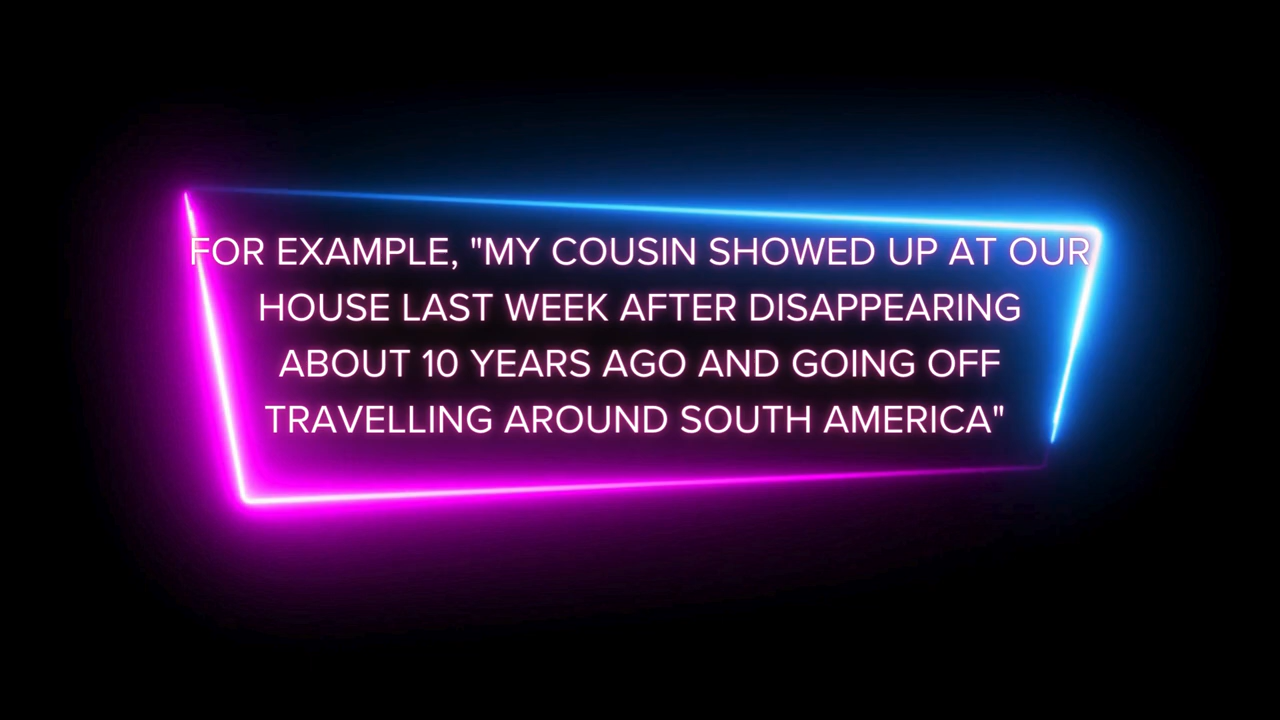 FOR EXAMPLE, "MY COUSIN SHOWED UP AT OUR
HOUSE LAST WEEK AFTER DISAPPEARING
ABOUT 10 YEARS AGO AND GOING OFF
TRAVELLING AROUND SOUTH AMERICA"